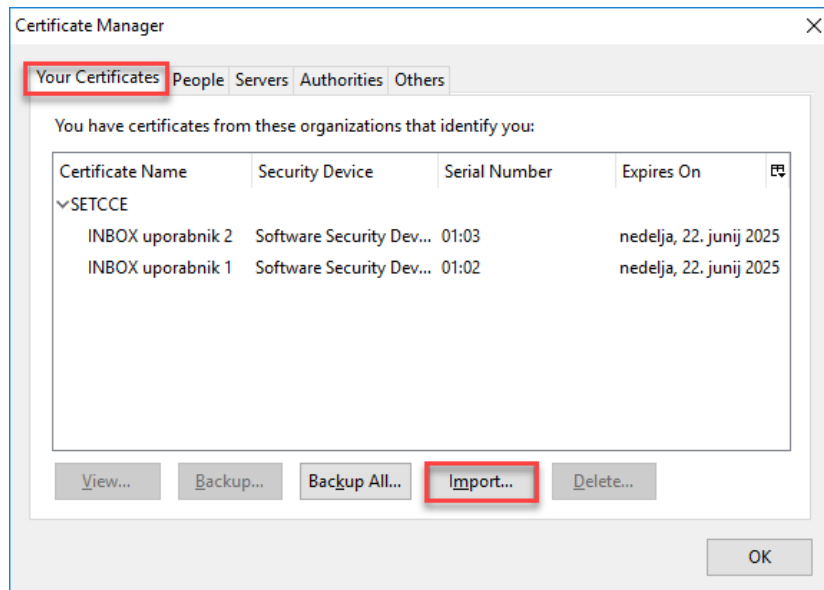 Certificate Manager
Your Certificates People Servers Authorities Others
You have certificates from these organizations that identify you:
Certificate Name Security Device Serial Number Expires On
SETCCE
INBOX uporabnik 2 Software Security Dev... 01:03 nedelja, 22. junij 2025
INBOX uporabnik 1 Software Security Dev... 01:02 nedelja, 22. junij 2025
View... Backup... Backup All... Import... Delete...
OK